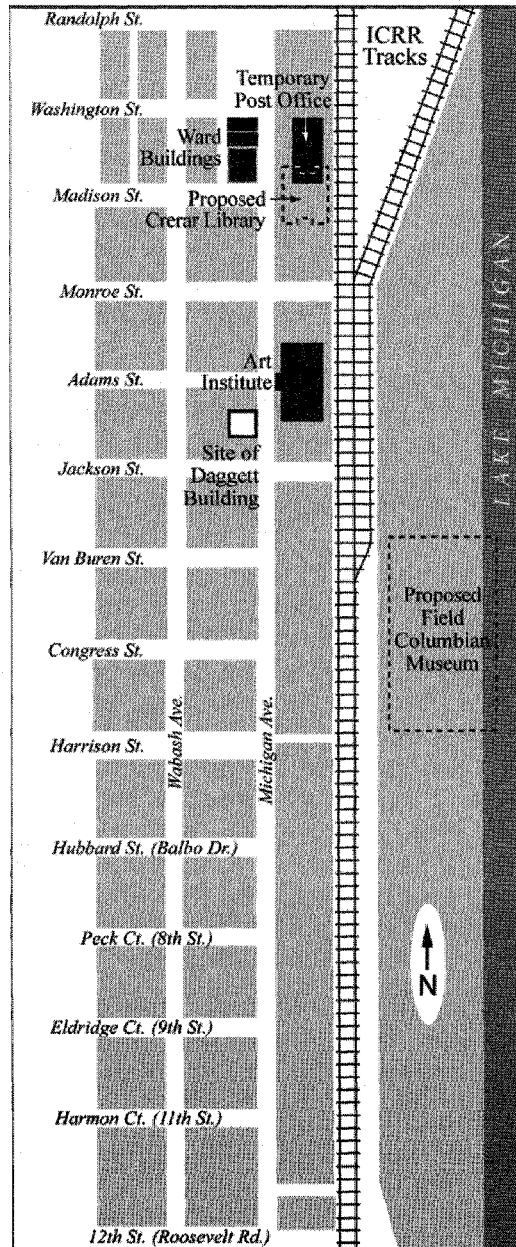 Randolph St.
ICRR
Tracks
Temporary
Post Office
Washington St.
Ward
Buildings
Madison St.
Proposed
Crerar Library
Monroe St.
Art
Institute
Adams St.
Site of
Daggett
Building
Jackson St.
LAKE MICHIGAN
Van Buren St.
Proposed
Field
Columbian
Museum
Congress St.
Wabash Ave.
Michigan Ave.
Harrison St.
Hubbard St. (Balbo Dr.)
Peck Ct. (8th St.)
N
Eldridge Ct. (9th St.)
Harmon Ct. (11th St.)
12th St. (Roosevelt Rd.)